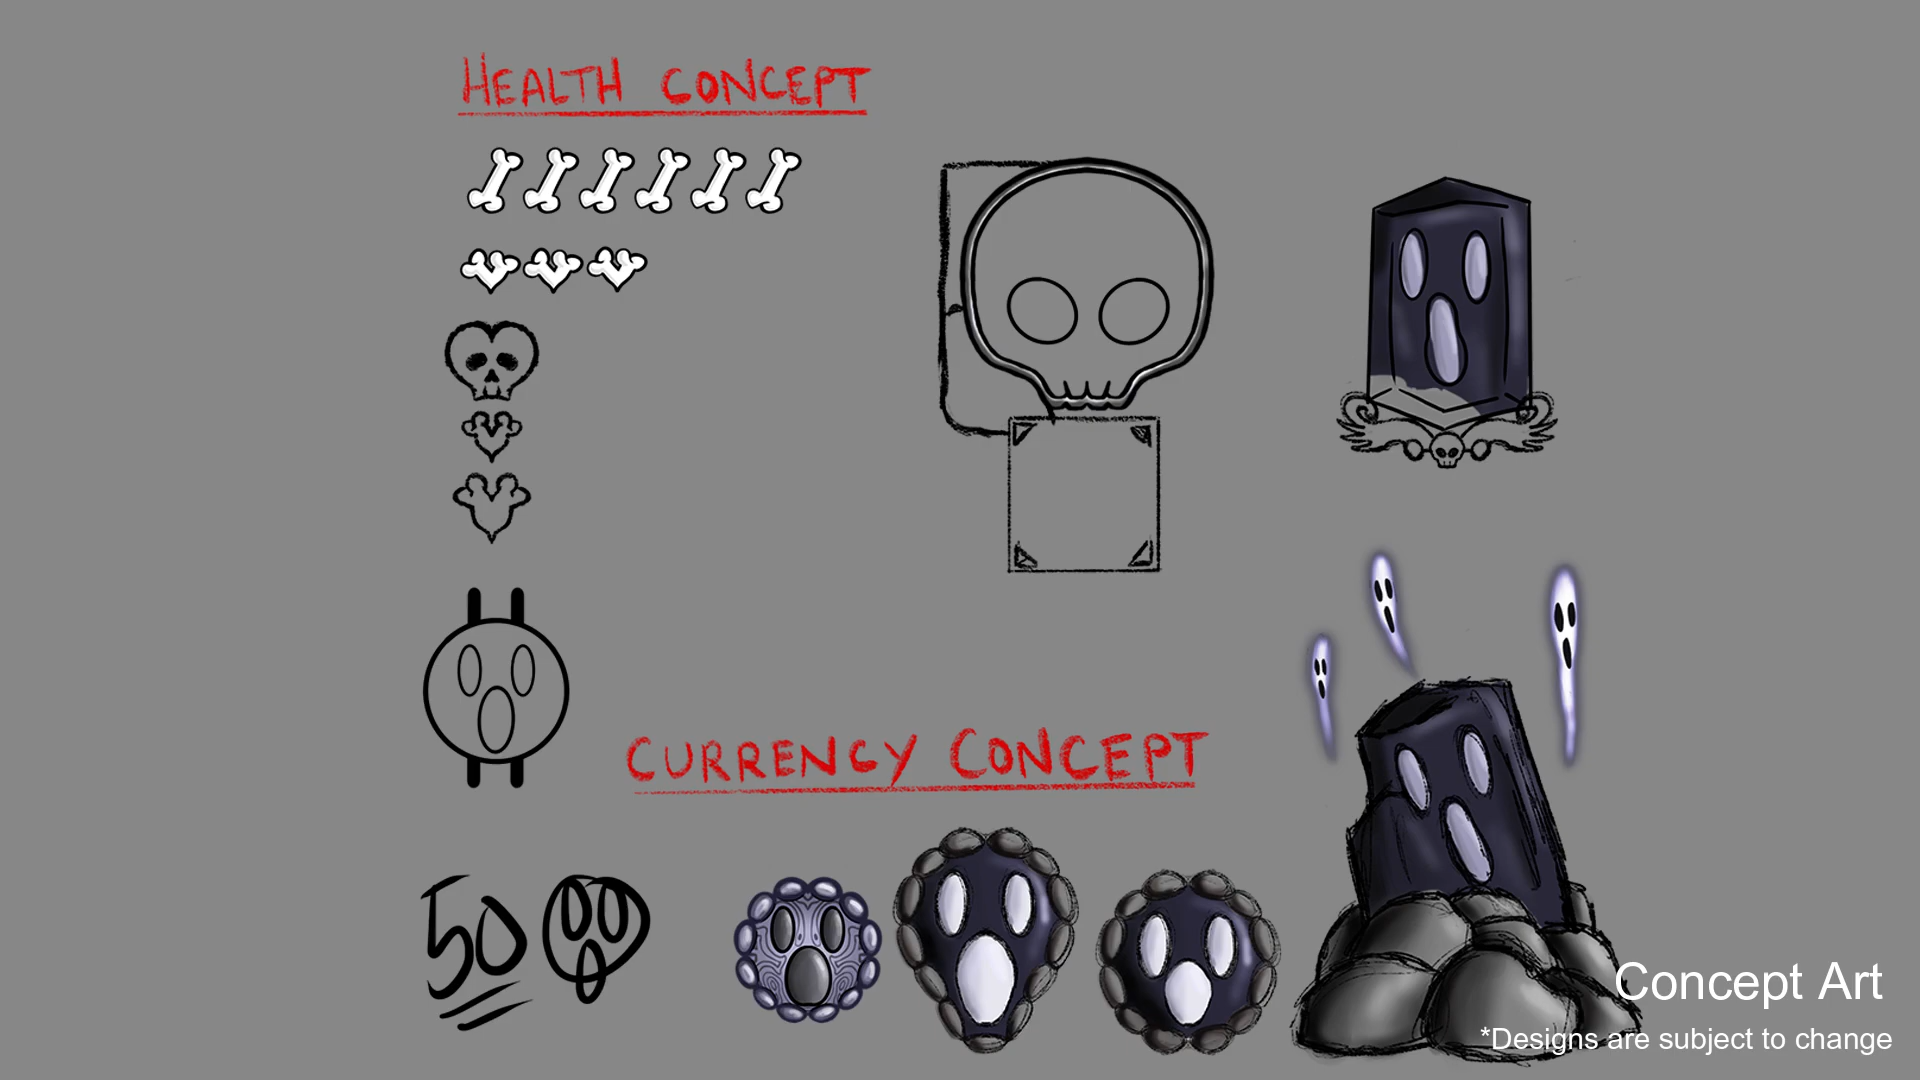 HEALTH CONCEPT
CURRENCY CONCEPT
50
Concept Art
*Designs are subject to change